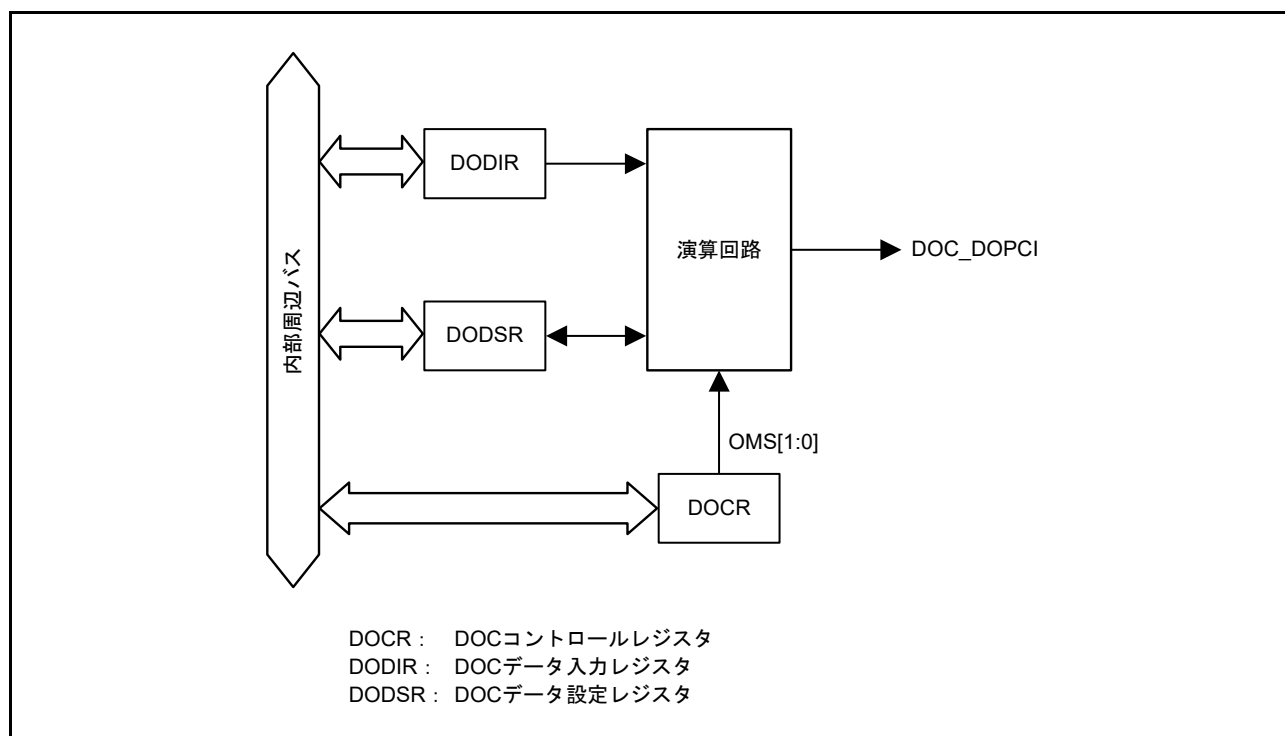 DODIR
演算回路
DOC_DOPCI
内部周辺バス
DODSR
OMS[1:0]
DOCR
DOCR： DOCコントロールレジスタ
DODIR： DOCデータ入力レジスタ
DODSR： DOCデータ設定レジスタ